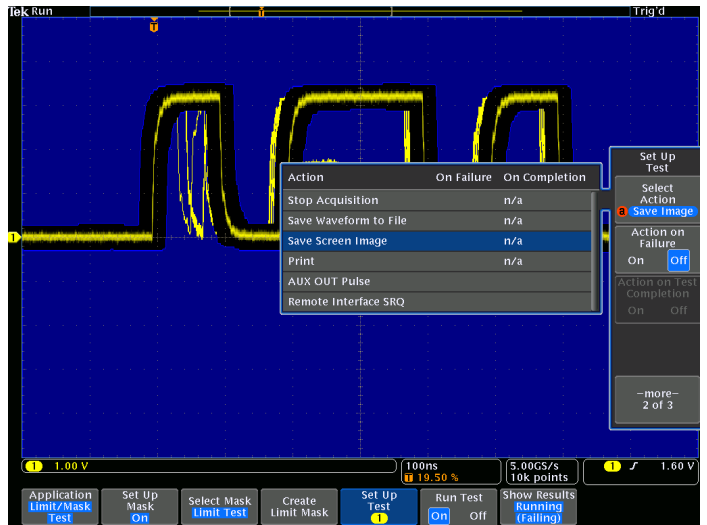 Tek Run Trig'd
T
T
Action On Failure On Completion
Stop Acquisition n/a
Save Waveform to File n/a
Save Screen Image n/a
Print n/a
AUX OUT Pulse
Remote Interface SRQ
Set Up
Test
Select
Action
a Save Image
Action on
Failure
On Off
Action on Test
Completion
On Off
–more–
2 of 3
1
1 1.00 V
100ns
T 19.50 %
5.00GS/s
10k points
1 1.60 V
Application
Limit/Mask
Test
Set Up
Mask
On
Select Mask
Limit Test
Create
Limit Mask
Set Up
Test
1
Run Test
On Off
Show Results
Running
(Failing)